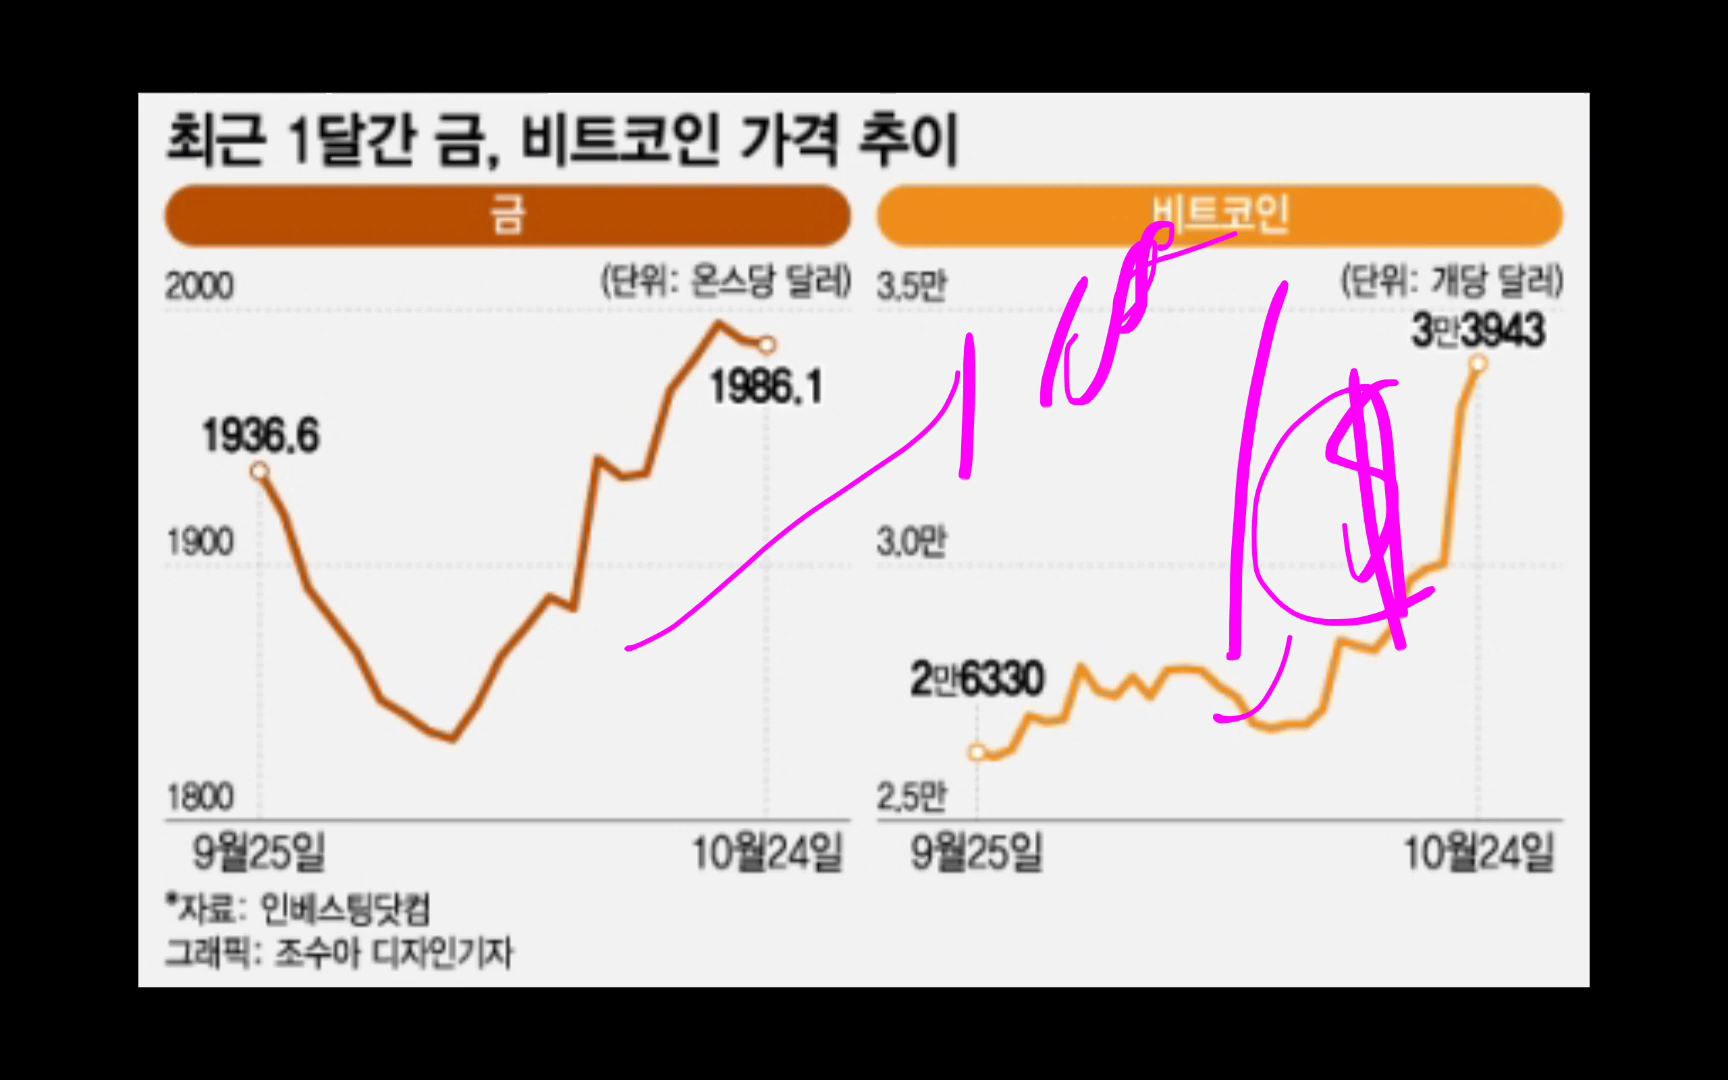 최근 1달간 금, 비트코인 가격 추이
금
(단위: 온스당 달러)
2000
1986.1
1936.6
1900
1800
9월25일 10월24일
비트코인
(단위: 개당 달러)
3.5만
3만3943
3.0만
2만6330
2.5만
9월25일 10월24일
*자료: 인베스팅닷컴
그래픽: 조수아 디자인기자